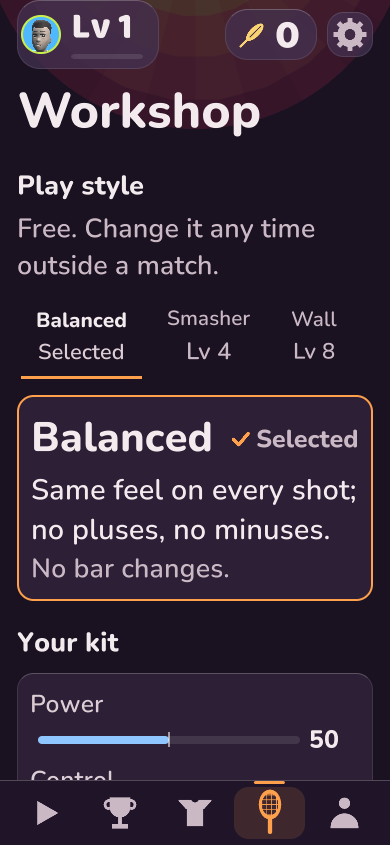 Lv 1
0
Workshop
Play style
Free. Change it any time
outside a match.
Balanced
Selected
Smasher
Lv 4
Wall
Lv 8
Balanced
Selected
Same feel on every shot;
no pluses, no minuses.
No bar changes.
Your kit
Power
50
Control